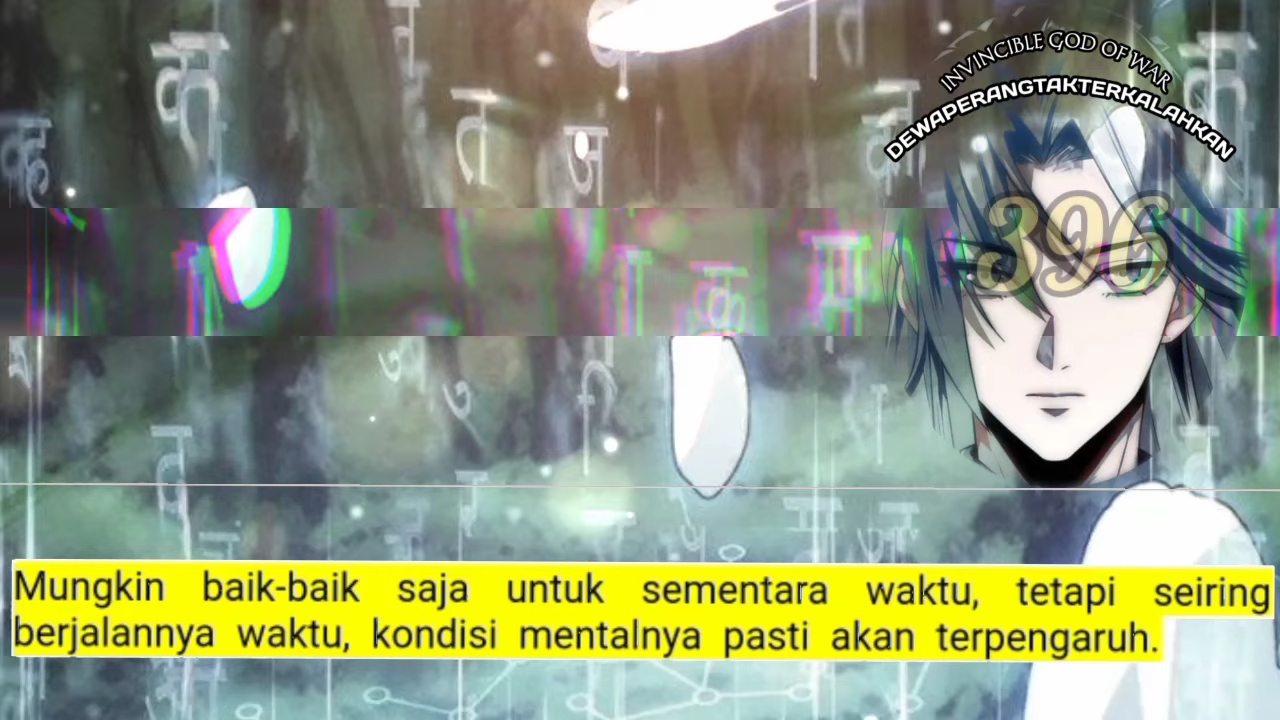 INVINCIBLE GOD OF WAR
DEWAPERANGTAKTERKALAHKAN
396
Mungkin baik-baik saja untuk sementara waktu, tetapi seiring
berjalannya waktu, kondisi mentalnya pasti akan terpengaruh.